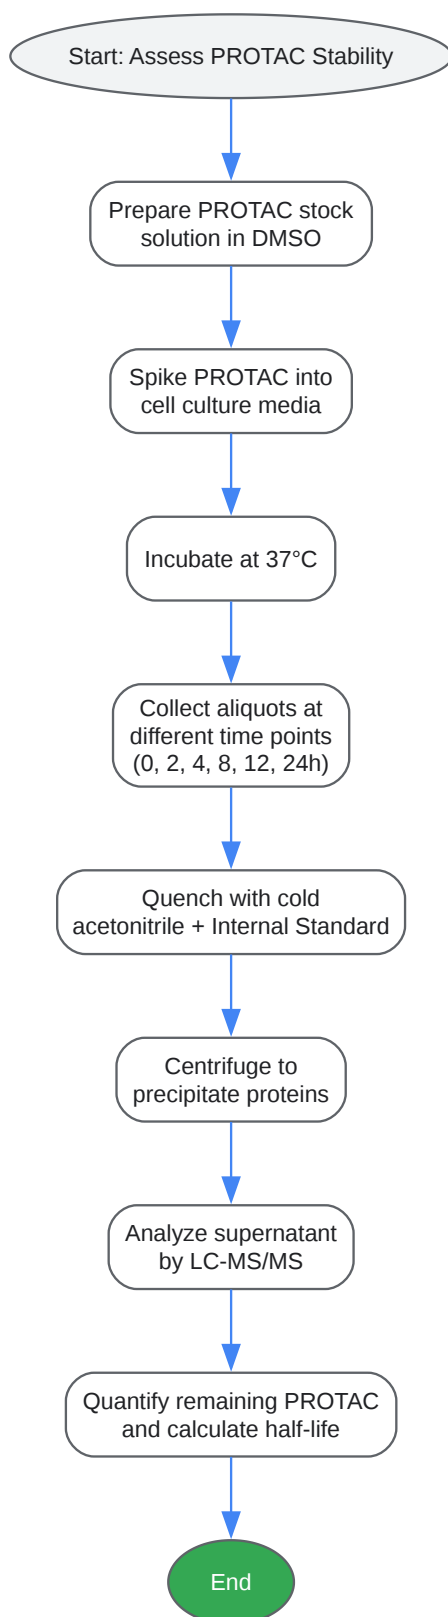 Start: Assess PROTAC Stability
Prepare PROTAC stock
solution in DMSO
Spike PROTAC into
cell culture media
Incubate at 37°C
Collect aliquots at
different time points
(0, 2, 4, 8, 12, 24h)
Quench with cold
acetonitrile + Internal Standard
Centrifuge to
precipitate proteins
Analyze supernatant
by LC-MS/MS
Quantify remaining PROTAC
and calculate half-life
End